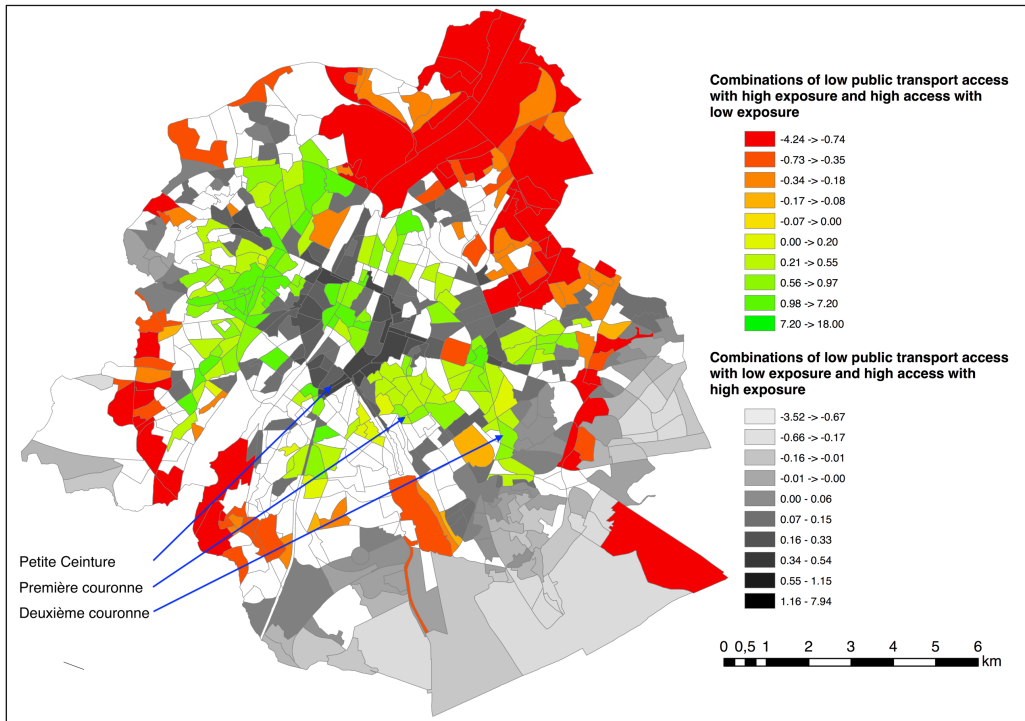 Combinations of low public transport access
with high exposure and high access with
low exposure
-4.24 -> -0.74
-0.73 -> -0.35
-0.34 -> -0.18
-0.17 -> -0.08
-0.07 -> 0.00
0.00 -> 0.20
0.21 -> 0.55
0.56 -> 0.97
0.98 -> 7.20
7.20 -> 18.00
Combinations of low public transport access
with low exposure and high access with
high exposure
-3.52 -> -0.67
-0.66 -> -0.17
-0.16 -> -0.01
-0.01 -> -0.00
0.00 - 0.06
0.07 - 0.15
0.16 - 0.33
0.34 - 0.54
0.55 - 1.15
1.16 - 7.94
Petite Ceinture
Première couronne
Deuxième couronne
0 0,5 1 2 3 4 5 6
km